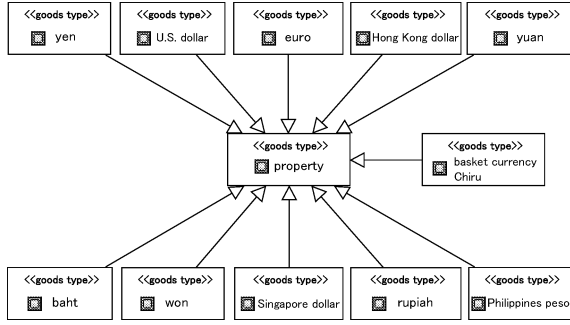 <<goods type>>
yen
<<goods type>>
U.S. dollar
<<goods type>>
euro
<<goods type>>
Hong Kong dollar
<<goods type>>
yuan
<<goods type>>
property
<<goods type>>
basket currency
Chiru
<<goods type>>
baht
<<goods type>>
won
<<goods type>>
Singapore dollar
<<goods type>>
rupiah
<<goods type>>
Philippines peso